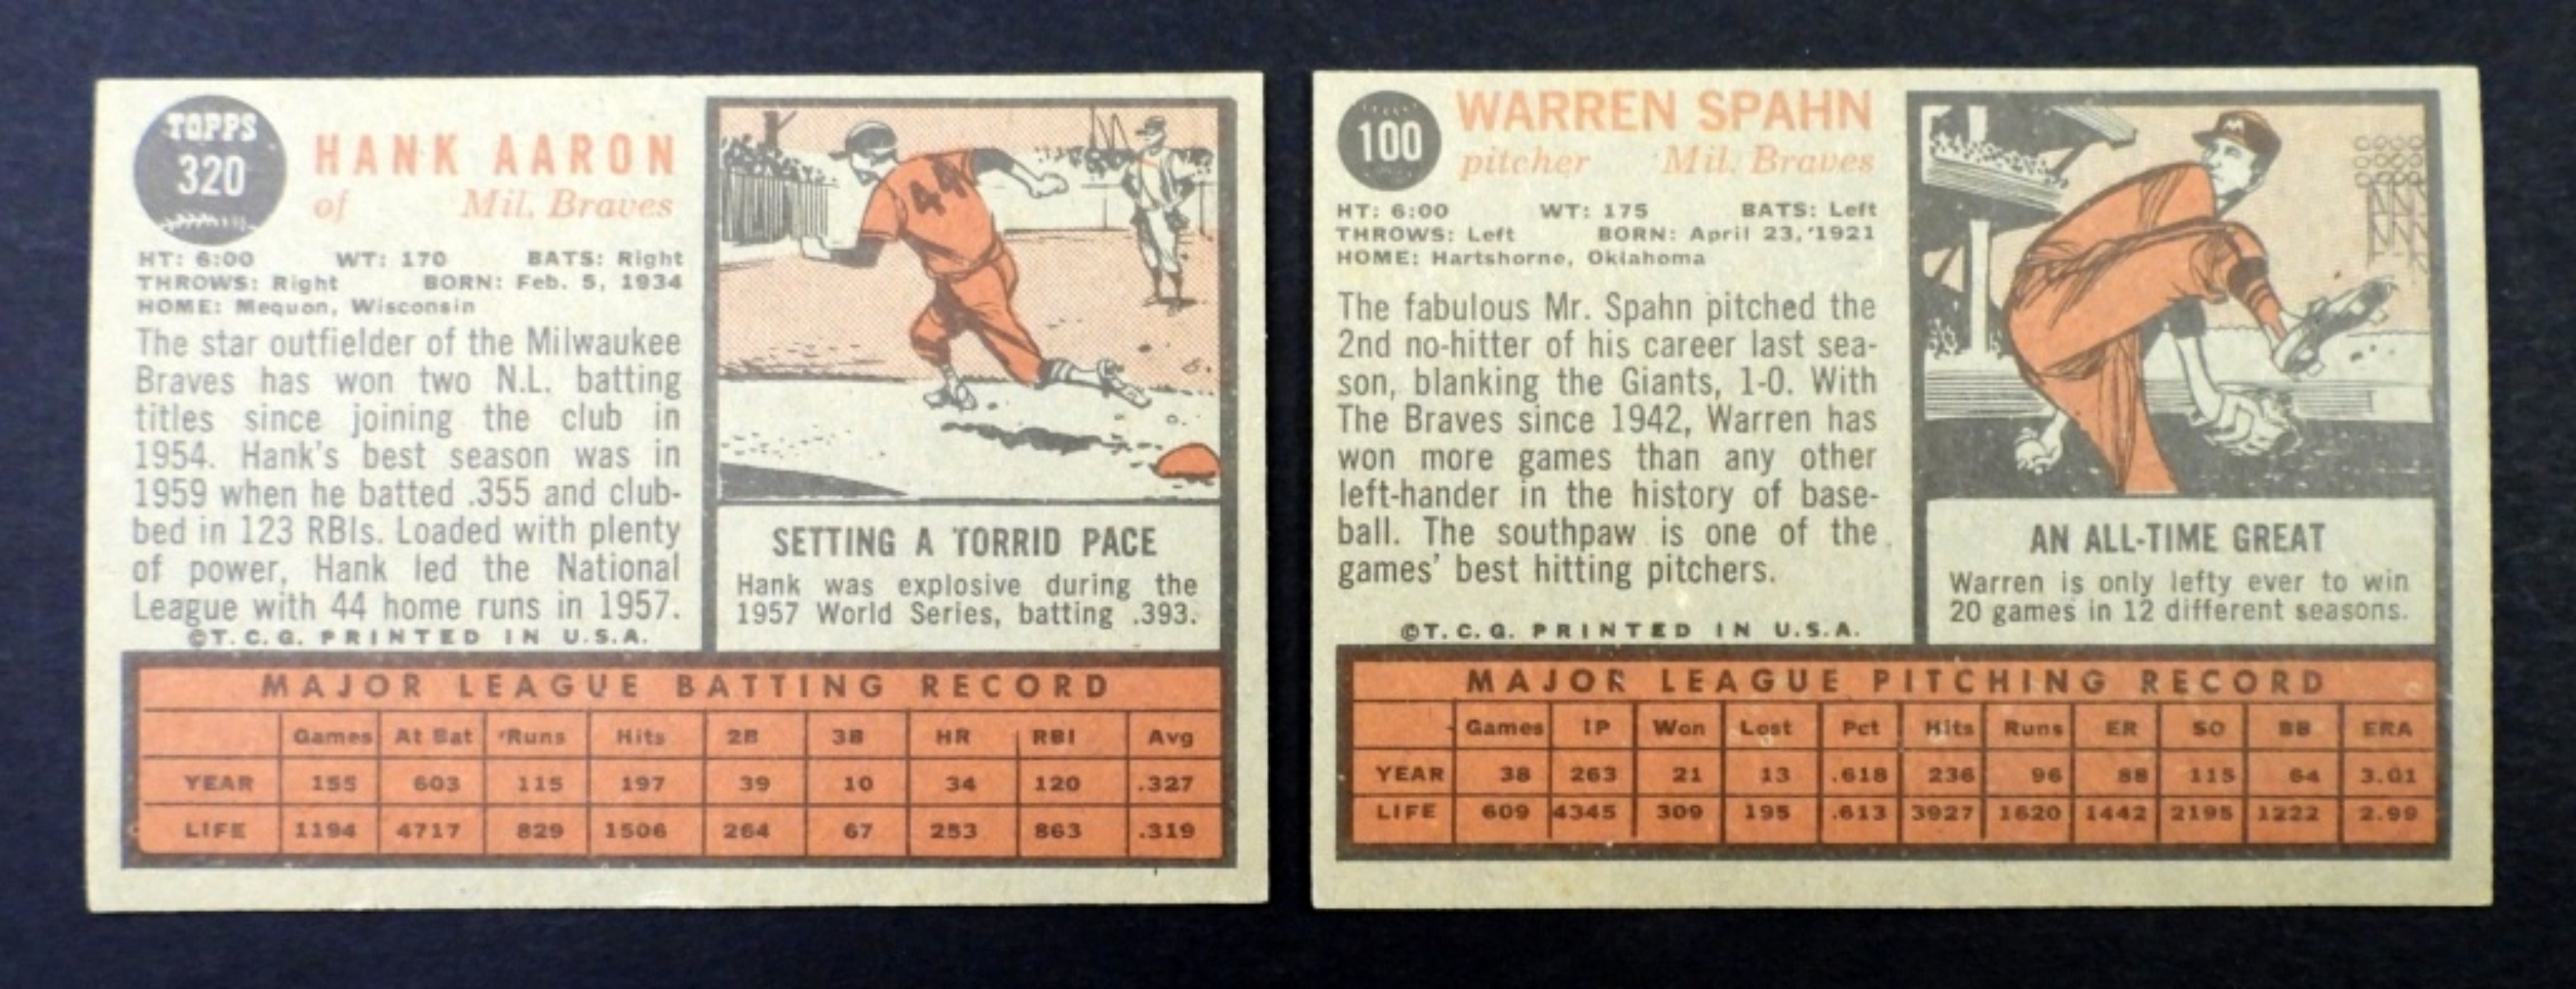 TOPPS
320
HANK AARON
of Mil. Braves
HT: 6:00 WT: 170 BATS: Right
THROWS: Right BORN: Feb. 5, 1934
HOME: Mequon, Wisconsin
The star outfielder of the Milwaukee
Braves has won two N.L. batting
titles since joining the club in
1954. Hank's best season was in
1959 when he batted .355 and club-
bed in 123 RBIs. Loaded with plenty
of power, Hank led the National
League with 44 home runs in 1957.
©T.C.G. PRINTED IN U.S.A.
44
SETTING A TORRID PACE
Hank was explosive during the
1957 World Series, batting .393.
MAJOR LEAGUE BATTING RECORD
Games At Bat Runs Hits 2B 3B HR RBI Avg
YEAR 155 603 115 197 39 10 34 120 .327
LIFE 1194 4717 829 1506 264 67 253 863 .319
100
WARREN SPAHN
pitcher Mil. Braves
HT: 6:00 WT: 175 BATS: Left
THROWS: Left BORN: April 23, 1921
HOME: Hartshorne, Oklahoma
The fabulous Mr. Spahn pitched the
2nd no-hitter of his career last sea-
son, blanking the Giants, 1-0. With
The Braves since 1942, Warren has
won more games than any other
left-hander in the history of base-
ball. The southpaw is one of the
games' best hitting pitchers.
©T.C.G. PRINTED IN U.S.A.
M
AN ALL-TIME GREAT
Warren is only lefty ever to win
20 games in 12 different seasons.
MAJOR LEAGUE PITCHING RECORD
Games IP Won Lost Pct Hits Runs ER SO BB ERA
YEAR 38 263 21 13 .618 236 96 88 115 64 3.01
LIFE 609 4345 309 195 .613 3927 1620 1442 2195 1222 2.99